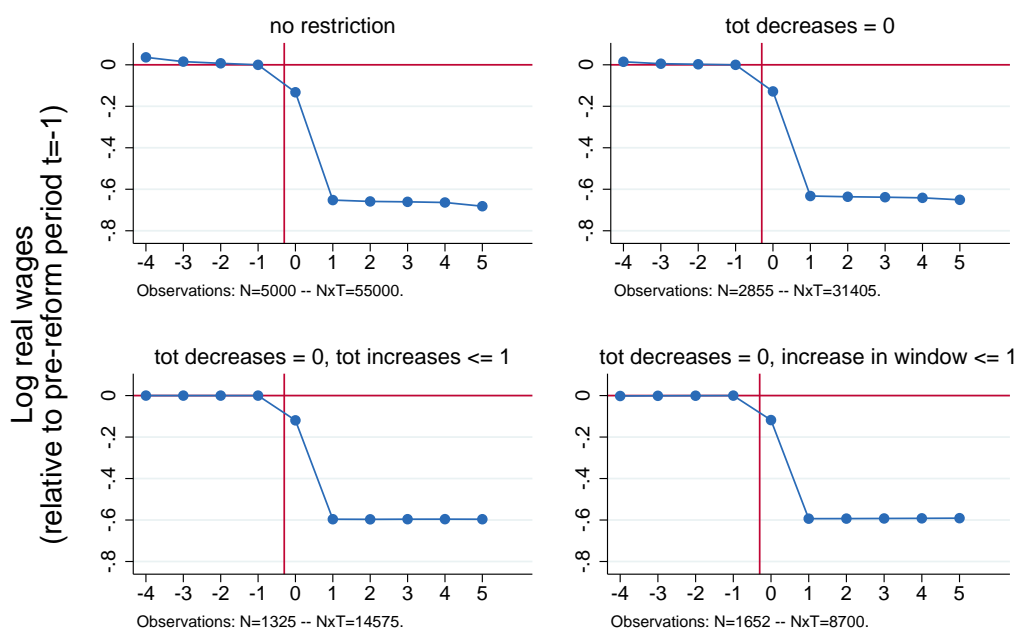 Log real wages
(relative to pre-reform period t=-1)
no restriction
0
-.2
-.4
-.6
-.8
-4 -3 -2 -1 0 1 2 3 4 5
Observations: N=5000 -- NxT=55000.
tot decreases = 0
0
-.2
-.4
-.6
-.8
-4 -3 -2 -1 0 1 2 3 4 5
Observations: N=2855 -- NxT=31405.
tot decreases = 0, tot increases <= 1
0
-.2
-.4
-.6
-.8
-4 -3 -2 -1 0 1 2 3 4 5
Observations: N=1325 -- NxT=14575.
tot decreases = 0, increase in window <= 1
0
-.2
-.4
-.6
-.8
-4 -3 -2 -1 0 1 2 3 4 5
Observations: N=1652 -- NxT=8700.